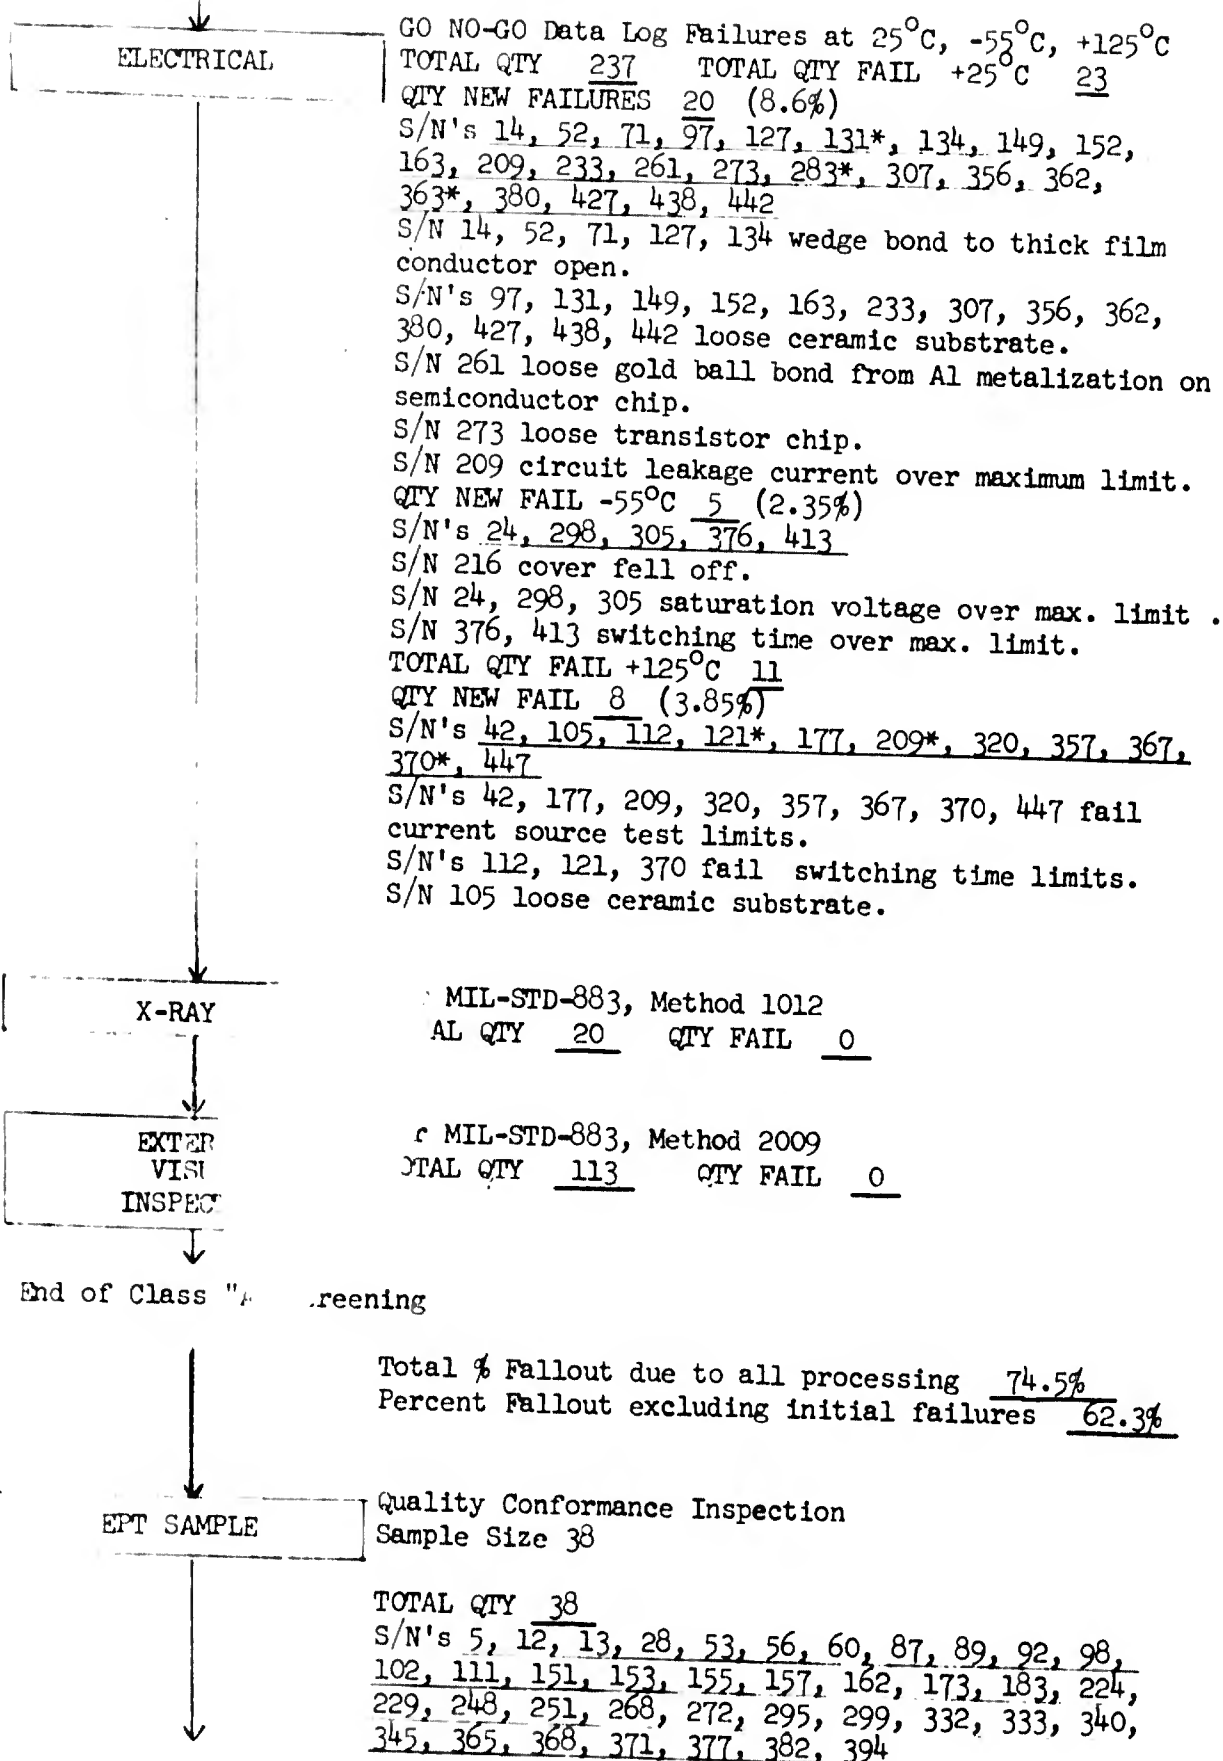 ELECTRICAL
GO NO-GO Data Log Failures at 25°C, -55°C, +125°C
TOTAL QTY 237 TOTAL QTY FAIL +25°C 23
QTY NEW FAILURES 20 (8.6%)
S/N's 14, 52, 71, 97, 127, 131*, 134, 149, 152,
163, 209, 233, 261, 273, 283*, 307, 356, 362,
363*, 380, 427, 438, 442
S/N 14, 52, 71, 127, 134 wedge bond to thick film
conductor open.
S/N's 97, 131, 149, 152, 163, 233, 307, 356, 362,
380, 427, 438, 442 loose ceramic substrate.
S/N 261 loose gold ball bond from Al metalization on
semiconductor chip.
S/N 273 loose transistor chip.
S/N 209 circuit leakage current over maximum limit.
QTY NEW FAIL -55°C 5 (2.35%)
S/N's 24, 298, 305, 376, 413
S/N 216 cover fell off.
S/N 24, 298, 305 saturation voltage over max. limit .
S/N 376, 413 switching time over max. limit.
TOTAL QTY FAIL +125°C 11
QTY NEW FAIL 8 (3.85%)
S/N's 42, 105, 112, 121*, 177, 209*, 320, 357, 367,
370*, 447
S/N's 42, 177, 209, 320, 357, 367, 370, 447 fail
current source test limits.
S/N's 112, 121, 370 fail switching time limits.
S/N 105 loose ceramic substrate.
X-RAY
MIL-STD-883, Method 1012
AL QTY 20 QTY FAIL 0
EXTER
VISU
INSPEC
r MIL-STD-883, Method 2009
OTAL QTY 113 QTY FAIL 0
End of Class "A reening
Total % Fallout due to all processing 74.5%
Percent Fallout excluding initial failures 62.3%
EPT SAMPLE
Quality Conformance Inspection
Sample Size 38
TOTAL QTY 38
S/N's 5, 12, 13, 28, 53, 56, 60, 87, 89, 92, 98,
102, 111, 151, 153, 155, 157, 162, 173, 183, 224,
229, 248, 251, 268, 272, 295, 299, 332, 333, 340,
345, 365, 368, 371, 377, 382, 394